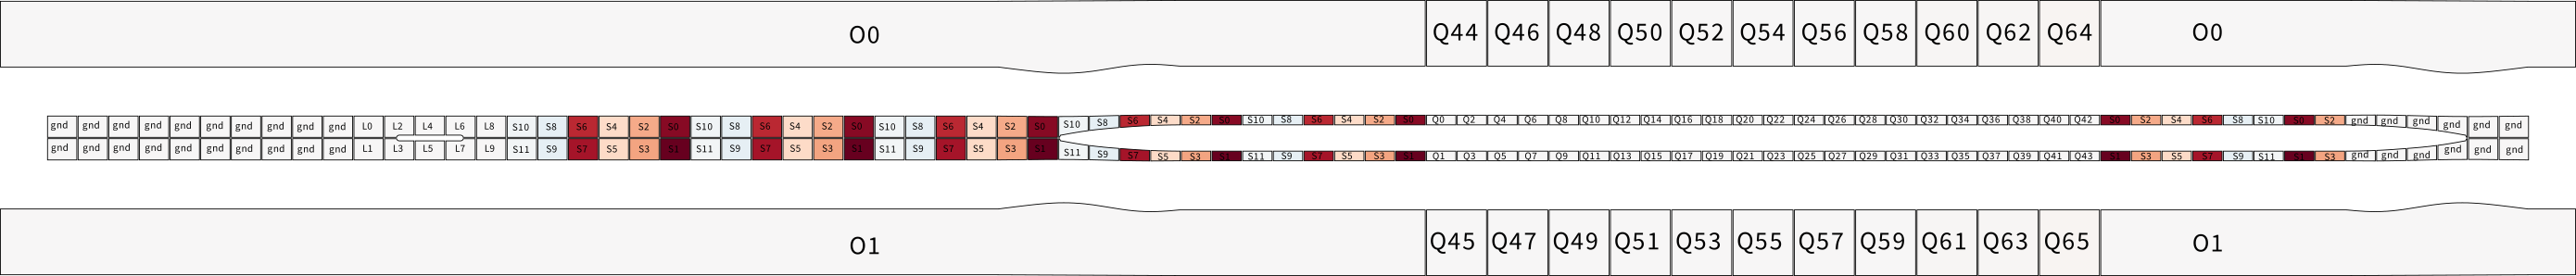 O0 Q44 Q46 Q48 Q50 Q52 Q54 Q56 Q58 Q60 Q62 Q64 O0
gnd gnd gnd gnd gnd gnd gnd gnd gnd gnd L0 L2 L4 L6 L8 S10 S8 S6 S4 S2 S0 S10 S8 S6 S4 S2 S0 S10 S8 S6 S4 S2 S0 S10 S8 S6 S4 S2 S0 S10 S8 S6 S4 S2 S0 Q0 Q2 Q4 Q6 Q8 Q10 Q12 Q14 Q16 Q18 Q20 Q22 Q24 Q26 Q28 Q30 Q32 Q34 Q36 Q38 Q40 Q42 S0 S2 S4 S6 S8 S10 S0 S2 gnd gnd gnd gnd gnd gnd
gnd gnd gnd gnd gnd gnd gnd gnd gnd gnd L1 L3 L5 L7 L9 S11 S9 S7 S5 S3 S1 S11 S9 S7 S5 S3 S1 S11 S9 S7 S5 S3 S1 S11 S9 S7 S5 S3 S1 S11 S9 S7 S5 S3 S1 Q1 Q3 Q5 Q7 Q9 Q11 Q13 Q15 Q17 Q19 Q21 Q23 Q25 Q27 Q29 Q31 Q33 Q35 Q37 Q39 Q41 Q43 S1 S3 S5 S7 S9 S11 S1 S3 gnd gnd gnd gnd gnd gnd
O1 Q45 Q47 Q49 Q51 Q53 Q55 Q57 Q59 Q61 Q63 Q65 O1